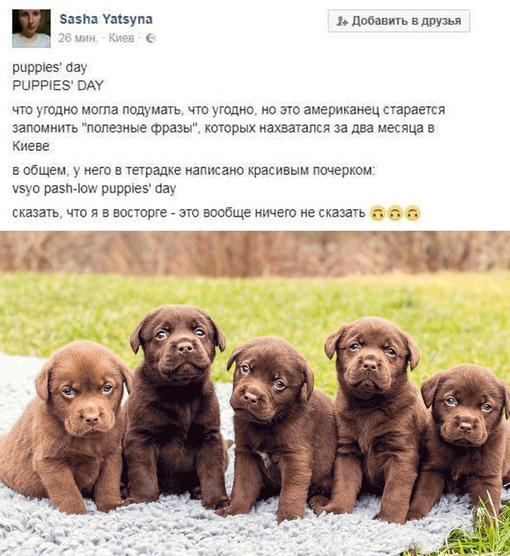 Sasha Yatsyna
26 мин. · Киев ·
Добавить в друзья
puppies' day
PUPPIES' DAY
что угодно могла подумать, что угодно, но это американец старается
запомнить "полезные фразы", которых нахватался за два месяца в
Киеве
в общем, у него в тетрадке написано красивым почерком:
vsyo pash-low puppies' day
сказать, что я в восторге - это вообще ничего не сказать 🙃🙃🙃